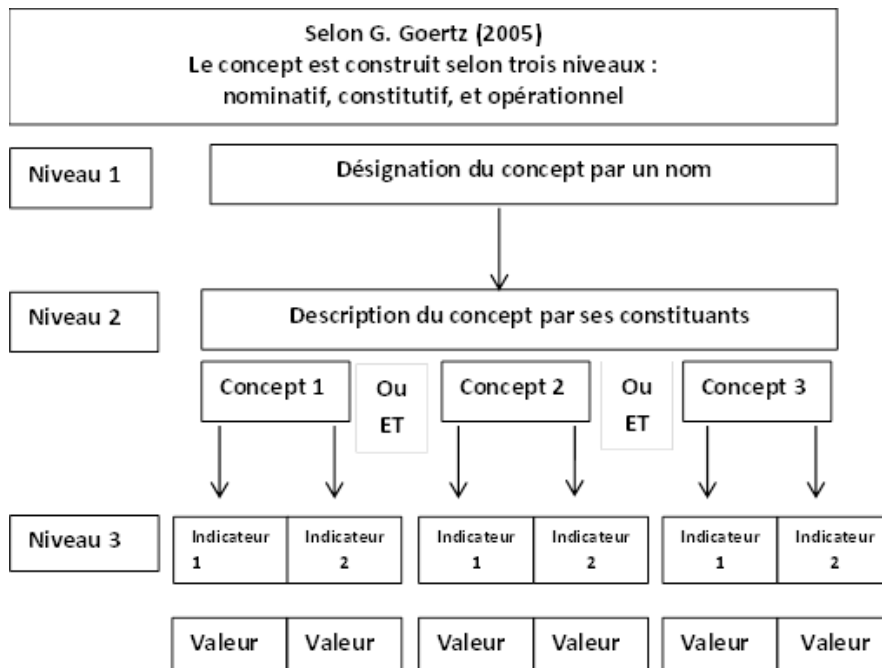 Selon G. Goertz (2005)
Le concept est construit selon trois niveaux :
nominatif, constitutif, et opérationnel
Niveau 1
Désignation du concept par un nom
Niveau 2
Description du concept par ses constituants
Concept 1
Ou
ET
Concept 2
Ou
ET
Concept 3
Niveau 3
Indicateur
1
Indicateur
2
Indicateur
1
Indicateur
2
Indicateur
1
Indicateur
2
Valeur
Valeur
Valeur
Valeur
Valeur
Valeur